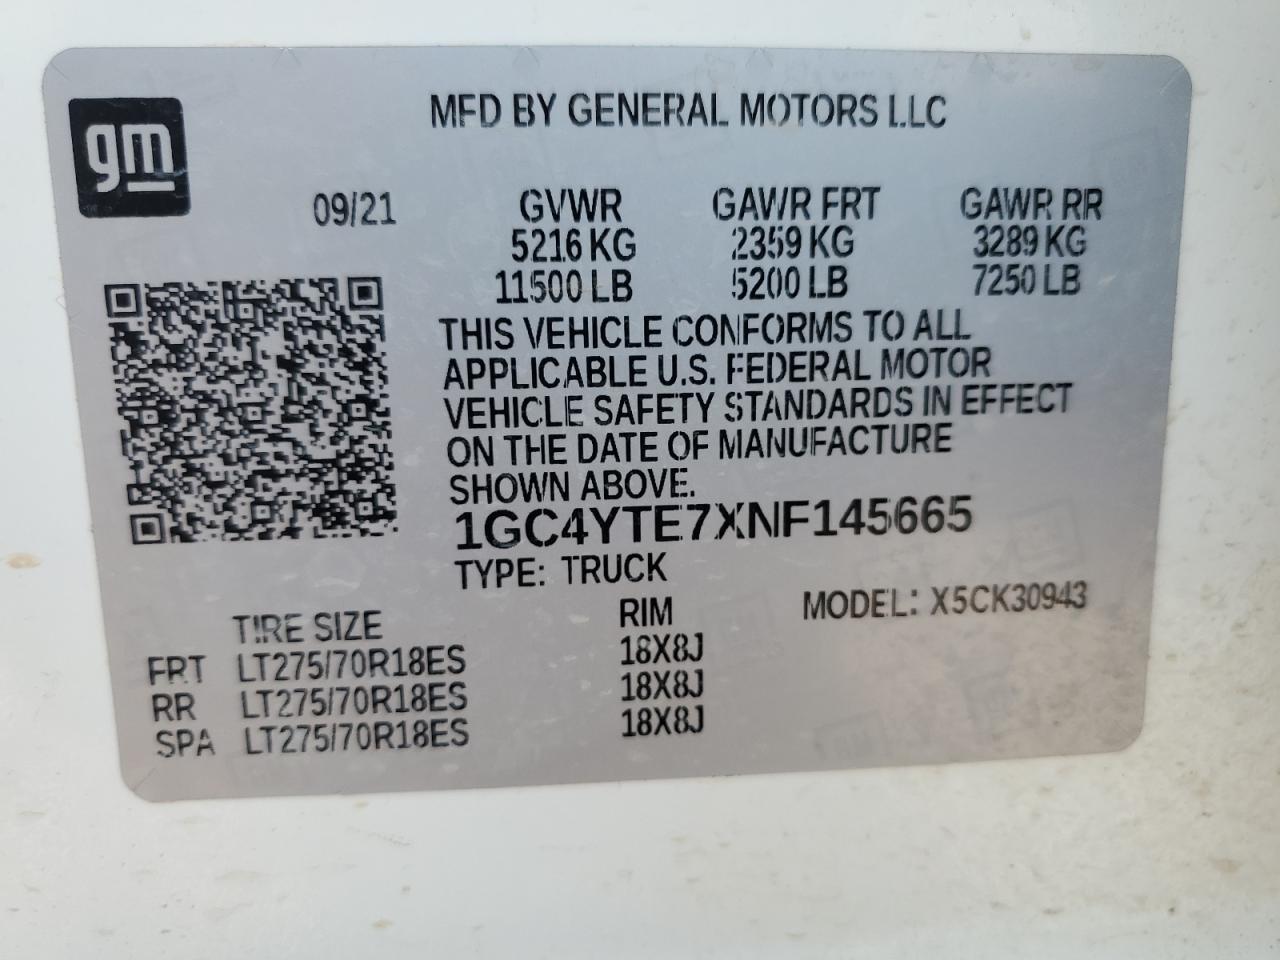 gm
MFD BY GENERAL MOTORS LLC
09/21
GVWR GAWR FRT GAWR RR
5216 KG 2359 KG 3289 KG
11500 LB 5200 LB 7250 LB
THIS VEHICLE CONFORMS TO ALL
APPLICABLE U.S. FEDERAL MOTOR
VEHICLE SAFETY STANDARDS IN EFFECT
ON THE DATE OF MANUFACTURE
SHOWN ABOVE.
1GC4YTE7XNF145665
TYPE: TRUCK
MODEL: X5CK30943
TIRE SIZE RIM
FRT LT275/70R18ES 18X8J
RR LT275/70R18ES 18X8J
SPA LT275/70R18ES 18X8J